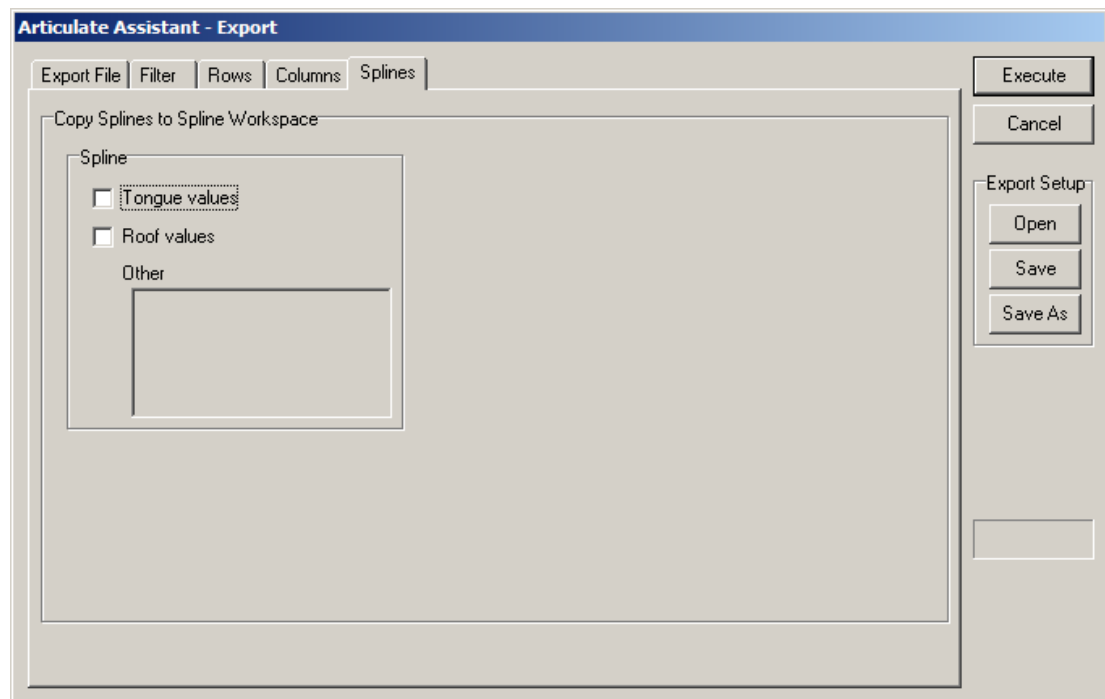 Articulate Assistant - Export
Export File Filter Rows Columns Splines
Copy Splines to Spline Workspace
Spline
Tongue values
Roof values
Other
Execute
Cancel
Export Setup
Open
Save
Save As